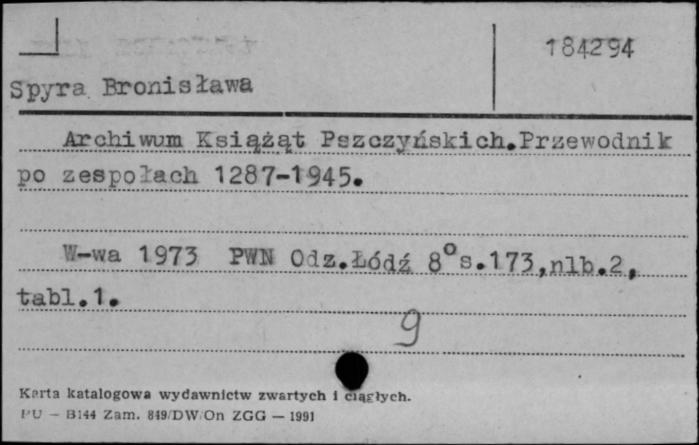 184294
Spyra Bronisława
Archiwum Książąt Pszczyńskich.Przewodnik
po zespołach 1287-1945.
W-wa 1973 PWN Odz.Łódź 8°s.173,nlb.2,
tabl.1.
9
Karta katalogowa wydawnictw zwartych i ciągłych.
PU — B144 Zam. 849/DW/On ZGG — 1991